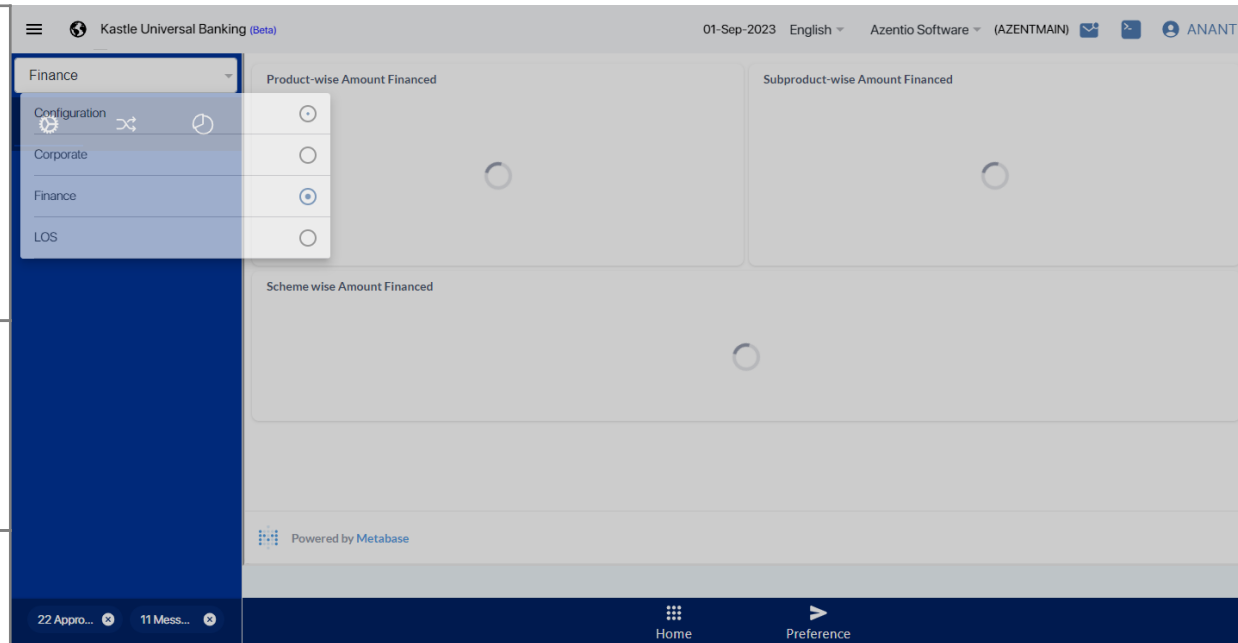 Kastle Universal Banking (Beta)
01-Sep-2023 English Azentio Software (AZENTMAIN) ANANT
Finance
Product-wise Amount Financed
Subproduct-wise Amount Financed
Configuration
Corporate
Finance
LOS
Scheme wise Amount Financed
Powered by Metabase
22 Appro...
11 Mess...
Home
Preference